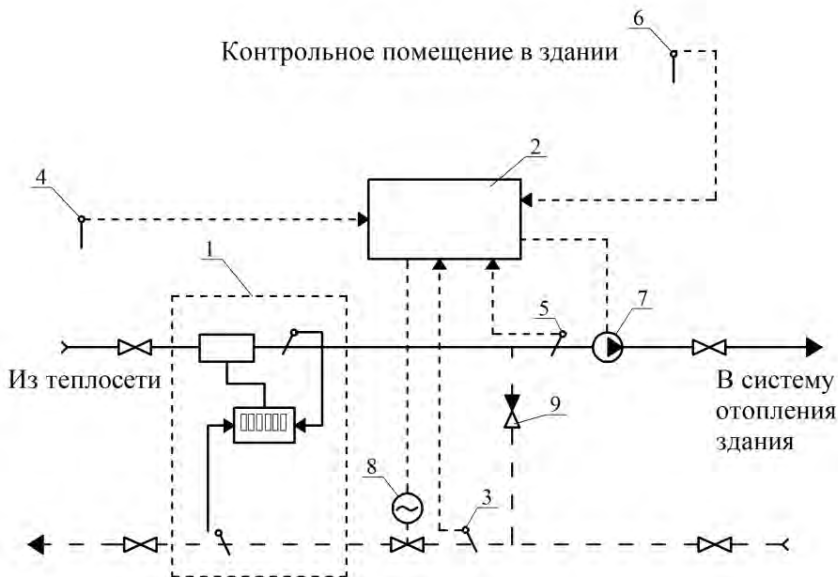 Контрольное помещение в здании
6
2
4
1
5
7
Из теплосети
В систему
отопления
здания
9
8
3